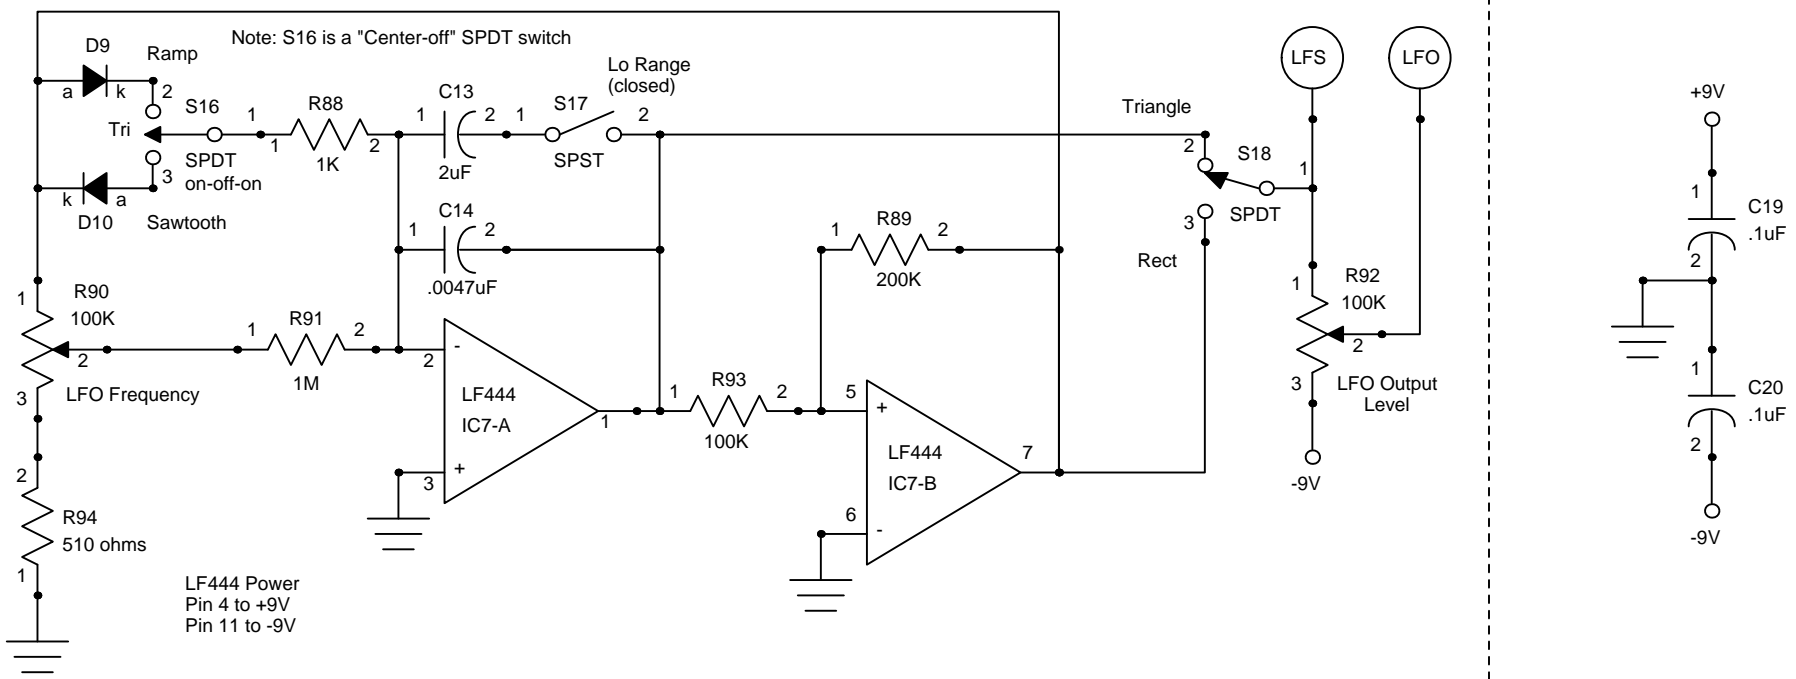 Note: S16 is a "Center-off" SPDT switch
D9
Ramp
a
k
2
S16
Tri
SPDT
on-off-on
3
k
a
D10
Sawtooth
1
1
R88
1K
2
1
C13
2
2uF
1
S17
2
SPST
Lo Range
(closed)
1
C14
2
.0047uF
1
R90
100K
2
LFO Frequency
3
1
R91
2
1M
2
R94
510 ohms
1
-
2
LF444
IC7-A
+
3
1
1
R93
2
100K
1
R89
2
200K
5
+
LF444
IC7-B
6
-
7
Triangle
2
S18
1
SPDT
3
Rect
LFS
LFO
1
R92
100K
2
3
LFO Output
Level
-9V
LF444 Power
Pin 4 to +9V
Pin 11 to -9V
+9V
1
C19
.1uF
2
1
C20
.1uF
2
-9V